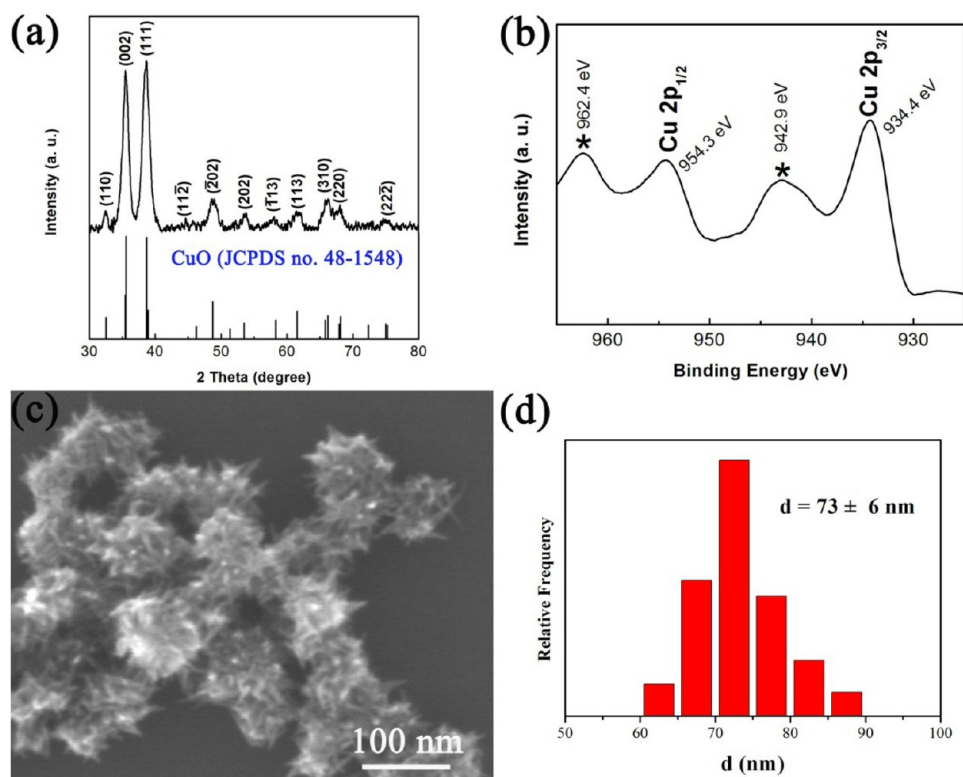 (a)
(002)
(111)
(110)
(11̅2)
(2̅02)
(202)
(1̅13)
(113)
(310)
(220)
(222̅)
Intensity (a. u.)
CuO (JCPDS no. 48-1548)
30 40 50 60 70 80
2 Theta (degree)
(b)
* 962.4 eV
Cu 2p1/2
954.3 eV
* 942.9 eV
Cu 2p3/2
934.4 eV
Intensity (a. u.)
960 950 940 930
Binding Energy (eV)
(c)
100 nm
(d)
d = 73 ± 6 nm
Relative Frequency
50 60 70 80 90 100
d (nm)